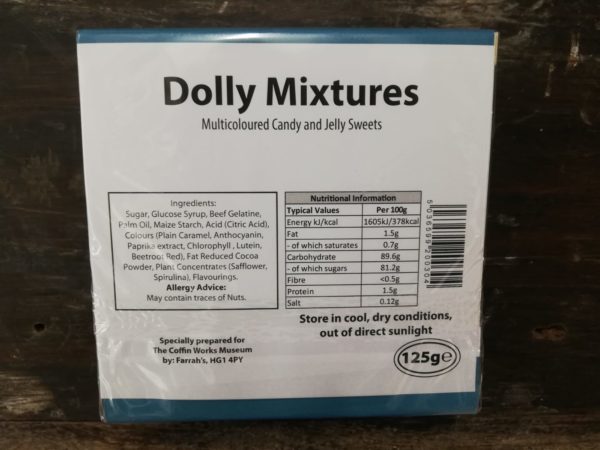 Dolly Mixtures
Multicoloured Candy and Jelly Sweets
Ingredients:
Sugar, Glucose Syrup, Beef Gelatine,
Palm Oil, Maize Starch, Acid (Citric Acid),
Colours (Plain Caramel, Anthocyanin,
Paprika extract, Chlorophyll , Lutein,
Beetroot Red), Fat Reduced Cocoa
Powder, Plant Concentrates (Safflower,
Spirulina), Flavourings.
Allergy Advice:
May contain traces of Nuts.
Nutritional Information
Typical Values Per 100g
Energy kJ/kcal 1605kJ/378kcal
Fat 1.5g
- of which saturates 0.7g
Carbohydrate 89.6g
- of which sugars 81.2g
Fibre <0.5g
Protein 1.5g
Salt 0.12g
5036599200304
Store in cool, dry conditions,
out of direct sunlight
Specially prepared for
The Coffin Works Museum
by: Farrah's, HG1 4PY
125g℮